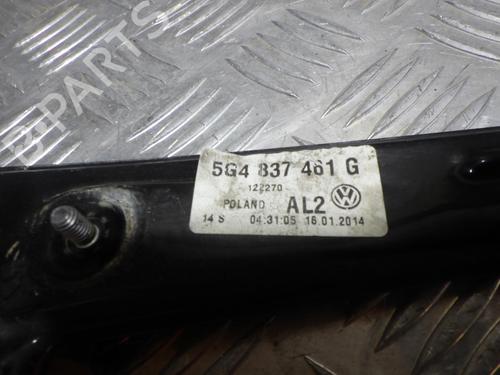 B-PARTS
5G4 837 461 G
122270
POLAND AL2
14 S 04:31:05 16.01.2014